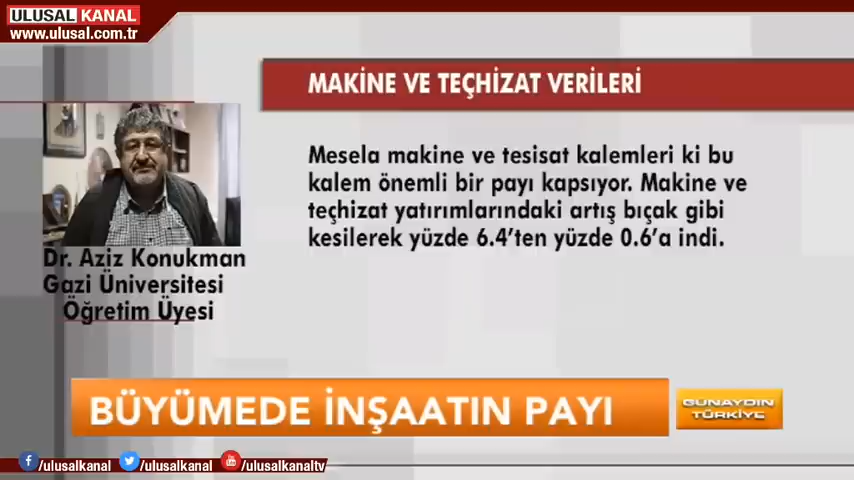 ULUSAL KANAL
www.ulusal.com.tr
MAKİNE VE TEÇHİZAT VERİLERİ
Mesela makine ve tesisat kalemleri ki bu
kalem önemli bir payı kapsıyor. Makine ve
teçhizat yatırımlarındaki artış bıçak gibi
kesilerek yüzde 6.4'ten yüzde 0.6'a indi.
Dr. Aziz Konukman
Gazi Üniversitesi
Öğretim Üyesi
BÜYÜMEDE İNŞAATIN PAYI
GÜNAYDIN
TÜRKİYE
/ulusalkanal /ulusalkanal /ulusalkanaltv